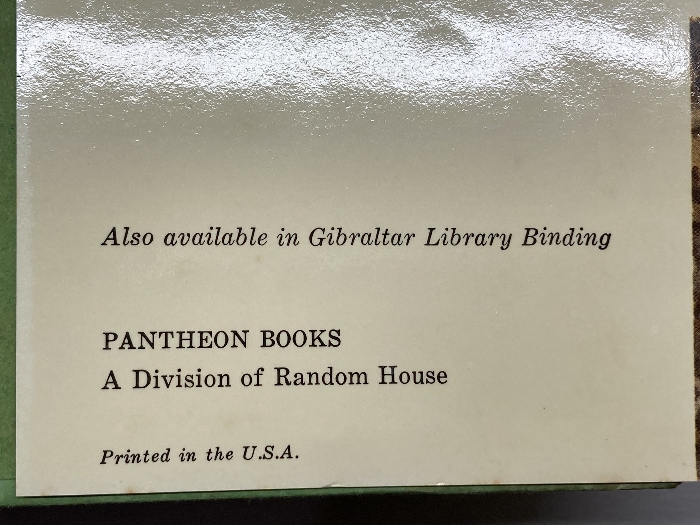 Also available in Gibraltar Library Binding
PANTHEON BOOKS
A Division of Random House
Printed in the U.S.A.